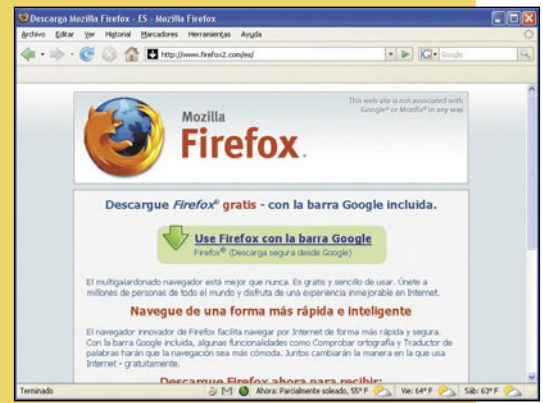 Descarga Mozilla Firefox - ES - Mozilla Firefox
Archivo Editar Ver Historial Marcadores Herramientas Ayuda
http://www.firefox2.com/es/
G Google
This web site is not associated with
Google® or Mozilla® in any way.
Mozilla
Firefox.
Descargue Firefox® gratis - con la barra Google incluida.
Use Firefox con la barra Google
Firefox® (Descarga segura desde Google)
El multigalardonado navegador está mejor que nunca. Es gratis y sencillo de usar. Únete a
millones de personas de todo el mundo y disfruta de una experiencia inmejorable en Internet.
Navegue de una forma más rápida e inteligente
El navegador innovador de Firefox facilita navegar por Internet de forma más rápida y segura.
Con la barra Google incluida, algunas funcionalidades como Comprobar ortografía y Traductor de
palabras harán que la navegación sea más cómoda. Juntos cambiarán la manera en la que usa
Internet - gratuitamente.
Descargue Firefox ahora para recibir:
Terminado
Ahora: Parcialmente soleado, 55° F
Vie: 64° F
Sáb: 63° F